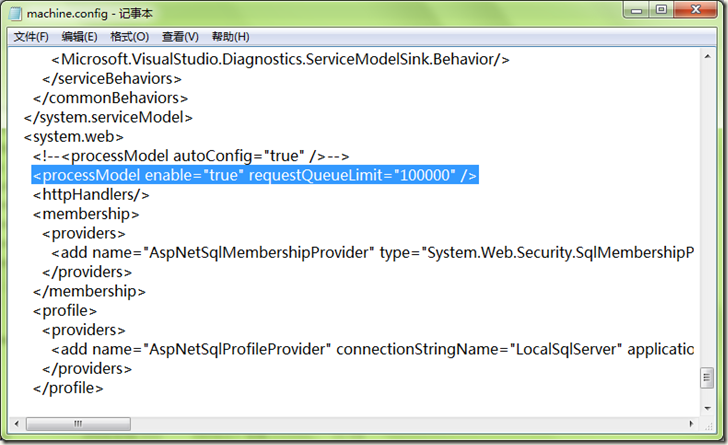 machine.config - 记事本
文件(F) 编辑(E) 格式(O) 查看(V) 帮助(H)
<Microsoft.VisualStudio.Diagnostics.ServiceModelSink.Behavior/>
</serviceBehaviors>
</commonBehaviors>
</system.serviceModel>
<system.web>
<!--<processModel autoConfig="true" />-->
<processModel enable="true" requestQueueLimit="100000" />
<httpHandlers/>
<membership>
<providers>
<add name="AspNetSqlMembershipProvider" type="System.Web.Security.SqlMembershipP
</providers>
</membership>
<profile>
<providers>
<add name="AspNetSqlProfileProvider" connectionStringName="LocalSqlServer" applicatio
</providers>
</profile>